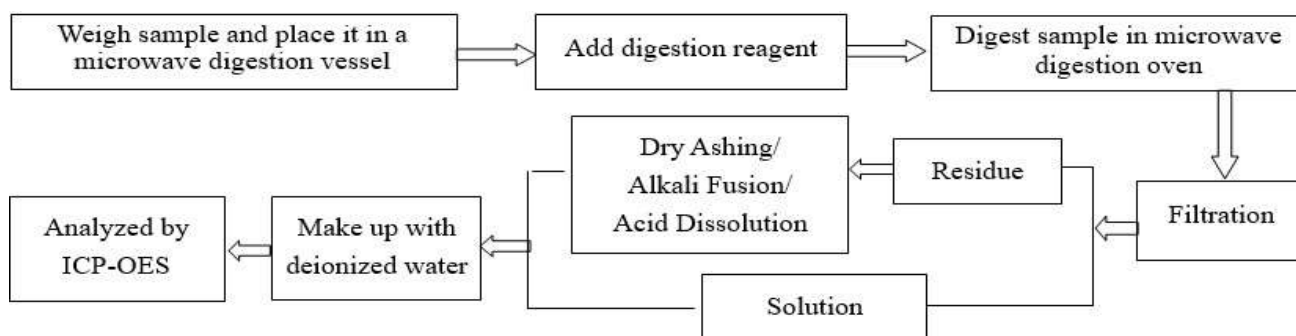 Weigh sample and place it in a
microwave digestion vessel
Add digestion reagent
Digest sample in microwave
digestion oven
Filtration
Residue
Solution
Dry Ashing/
Alkali Fusion/
Acid Dissolution
Make up with
deionized water
Analyzed by
ICP-OES